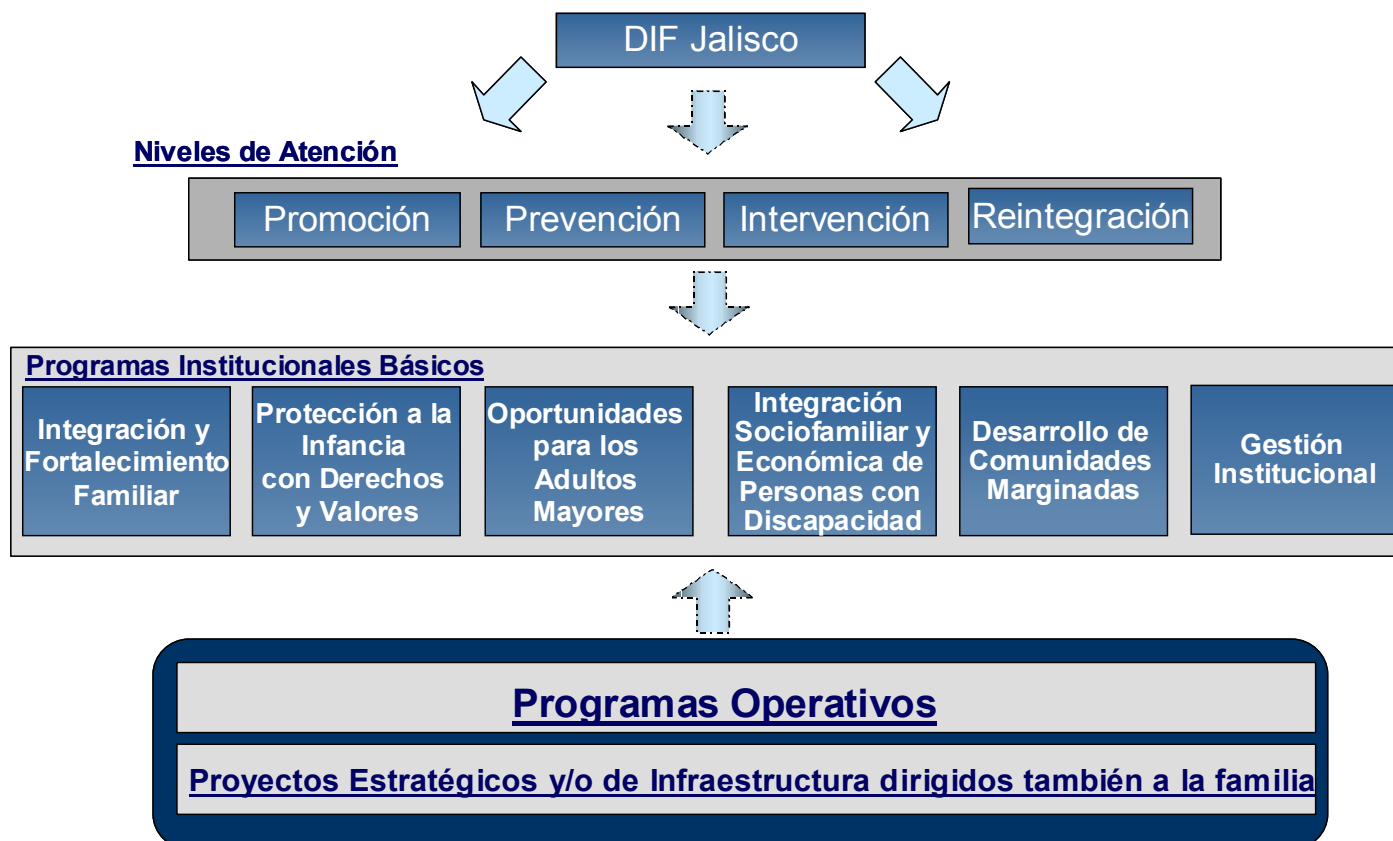 DIF Jalisco
Niveles de Atención
Promoción
Prevención
Intervención
Reintegración
Programas Institucionales Básicos
Integración y
Fortalecimiento
Familiar
Protección a la
Infancia
con Derechos
y Valores
Oportunidades
para los
Adultos
Mayores
Integración
Sociofamiliar y
Económica de
Personas con
Discapacidad
Desarrollo de
Comunidades
Marginadas
Gestión
Institucional
Programas Operativos
Proyectos Estratégicos y/o de Infraestructura dirigidos también a la familia